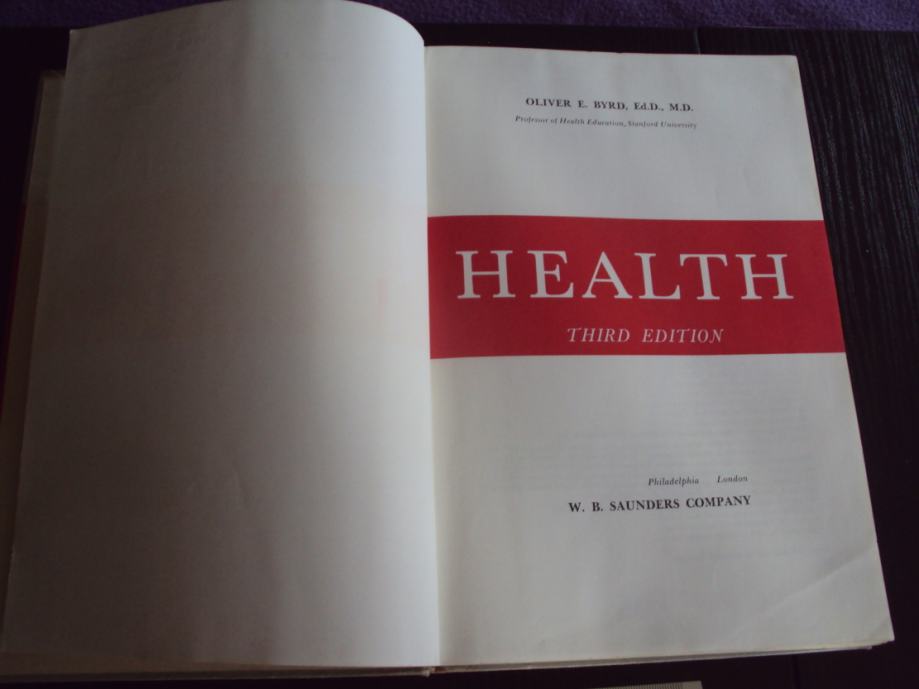 OLIVER E. BYRD, Ed.D., M.D.
Professor of Health Education, Stanford University
HEALTH
THIRD EDITION
Philadelphia London
W. B. SAUNDERS COMPANY